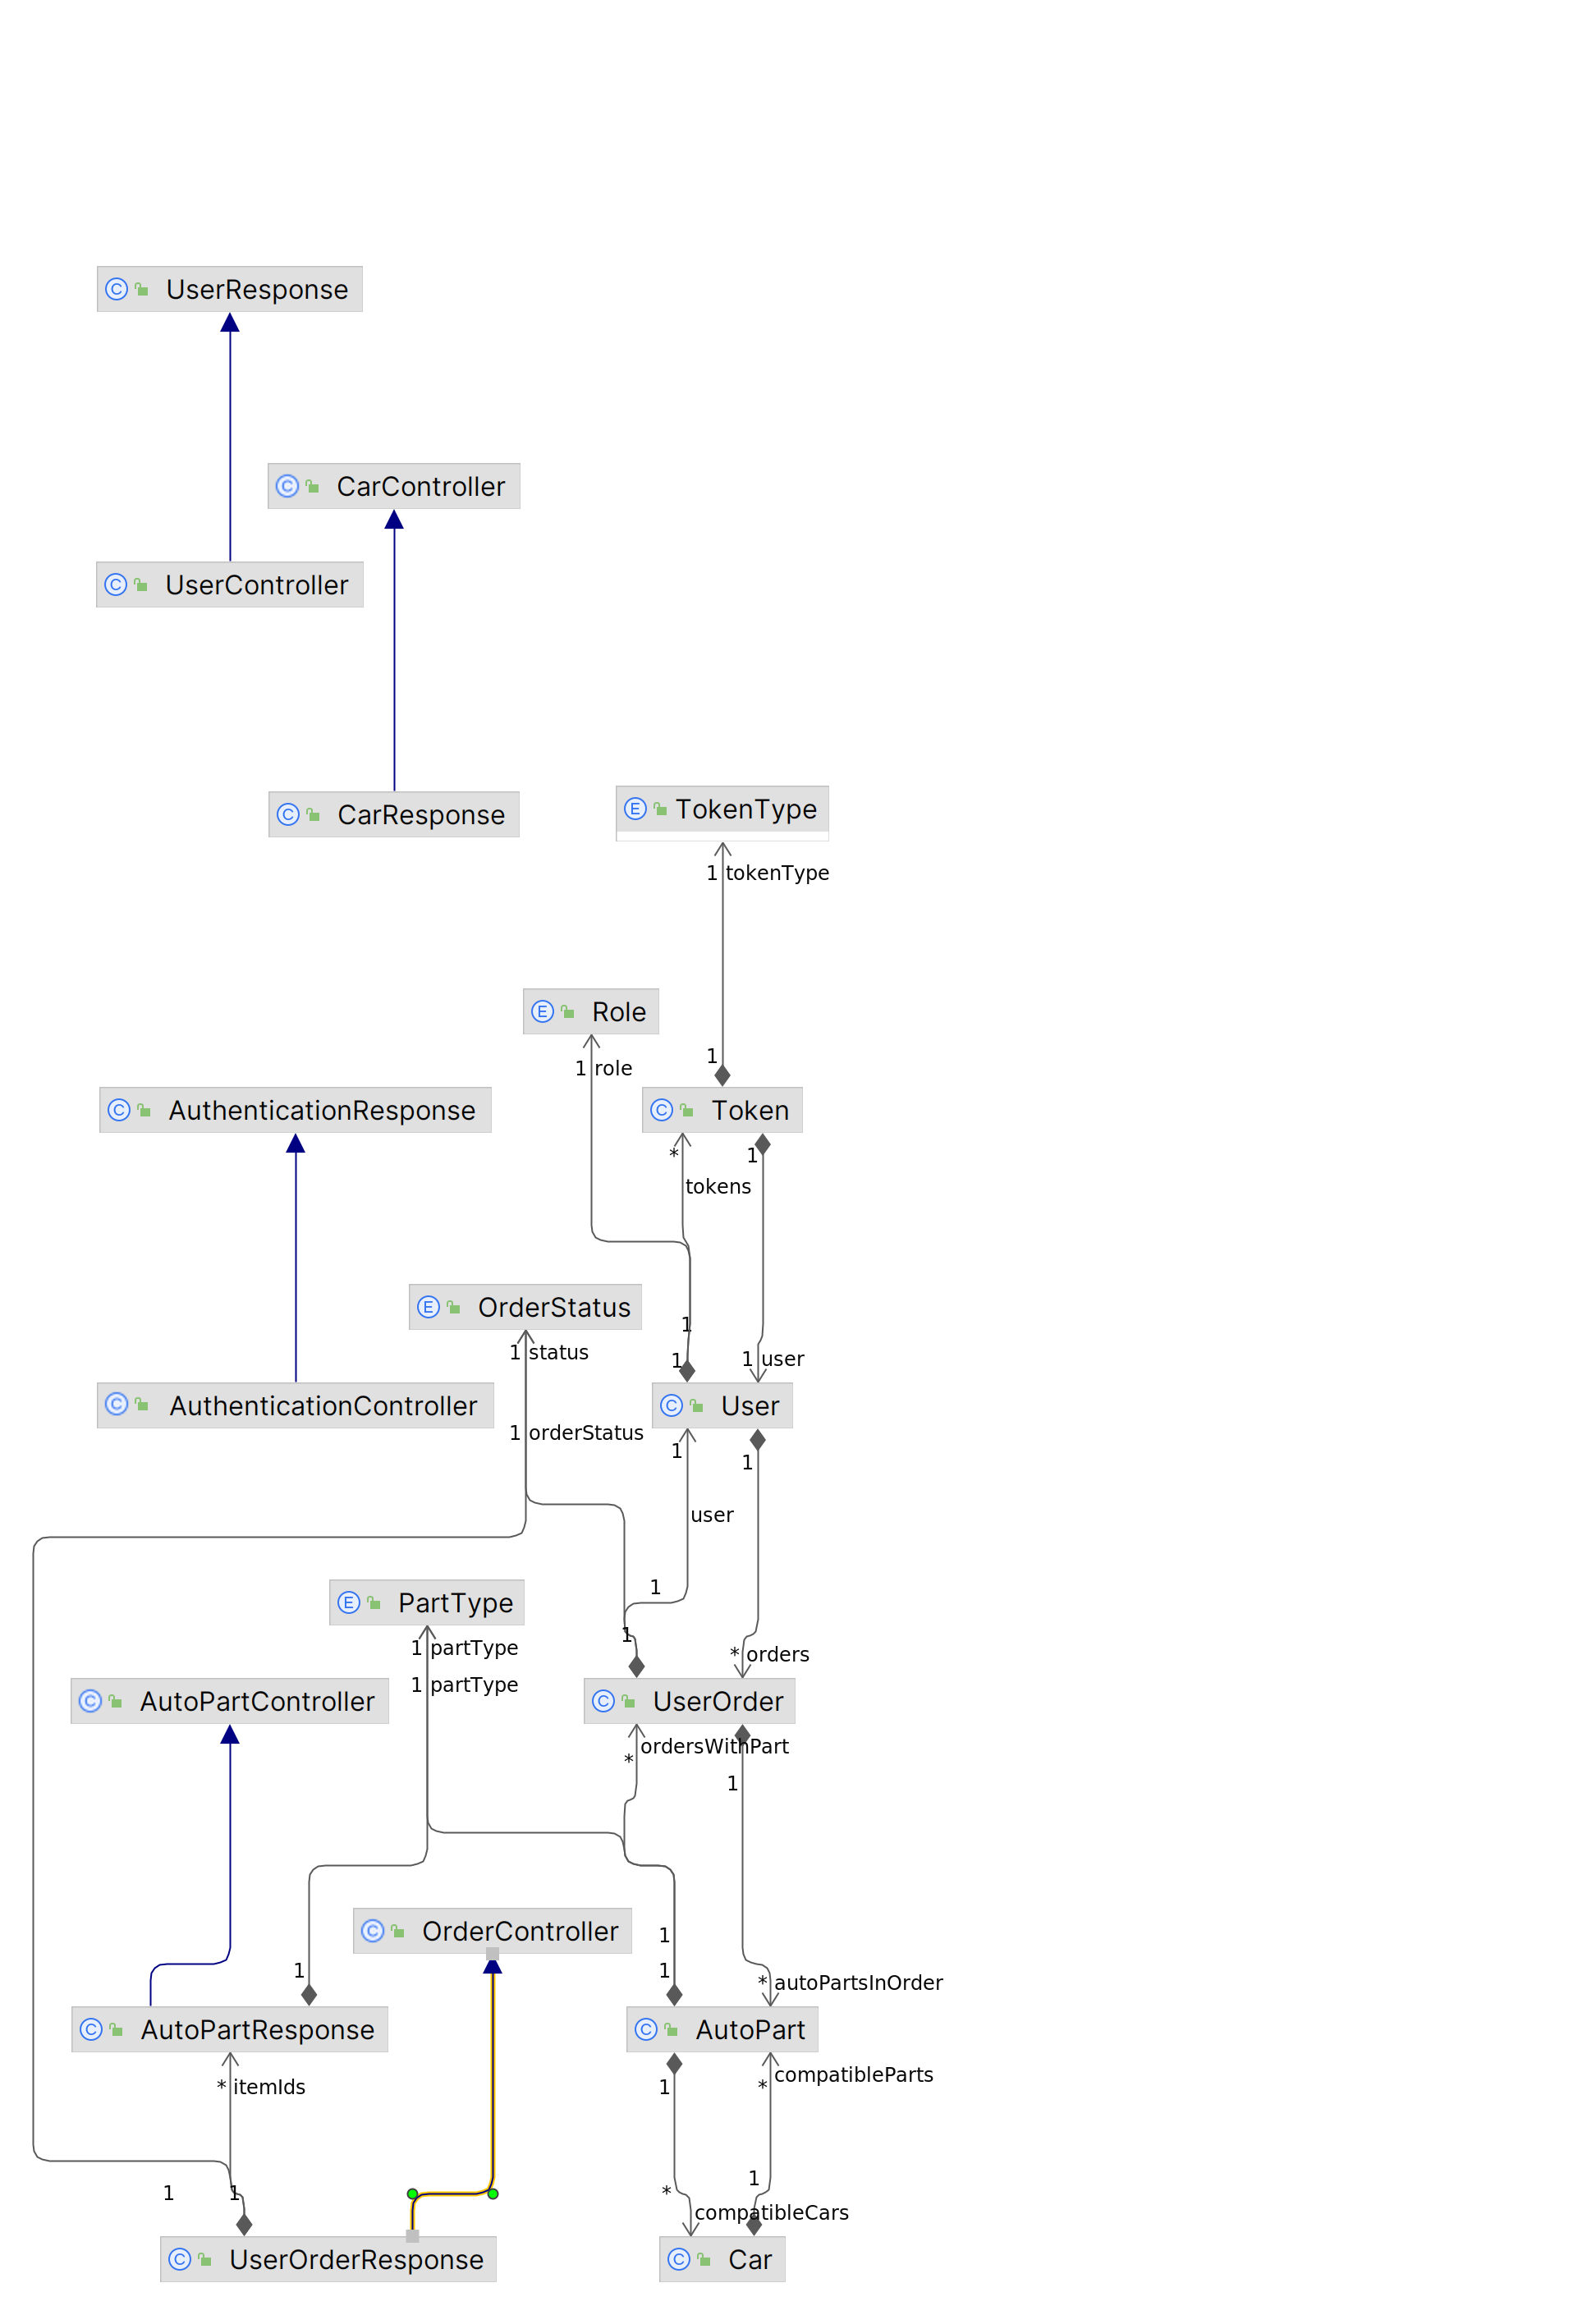 C UserResponse
C CarController
C UserController
C CarResponse
E TokenType
1 tokenType
E Role
1
1 role
C AuthenticationResponse
C Token
* 1
tokens
E OrderStatus
1
1 status
1 1 user
C AuthenticationController
C User
1 orderStatus
1 1
user
1
E PartType
1
1 partType
* orders
1 partType
C AutoPartController
C UserOrder
ordersWithPart
*
1
C OrderController
1
1 1
* autoPartsInOrder
C AutoPartResponse
C AutoPart
compatibleParts
* itemIds
1 *
1
1 1 *
compatibleCars
C UserOrderResponse
C Car